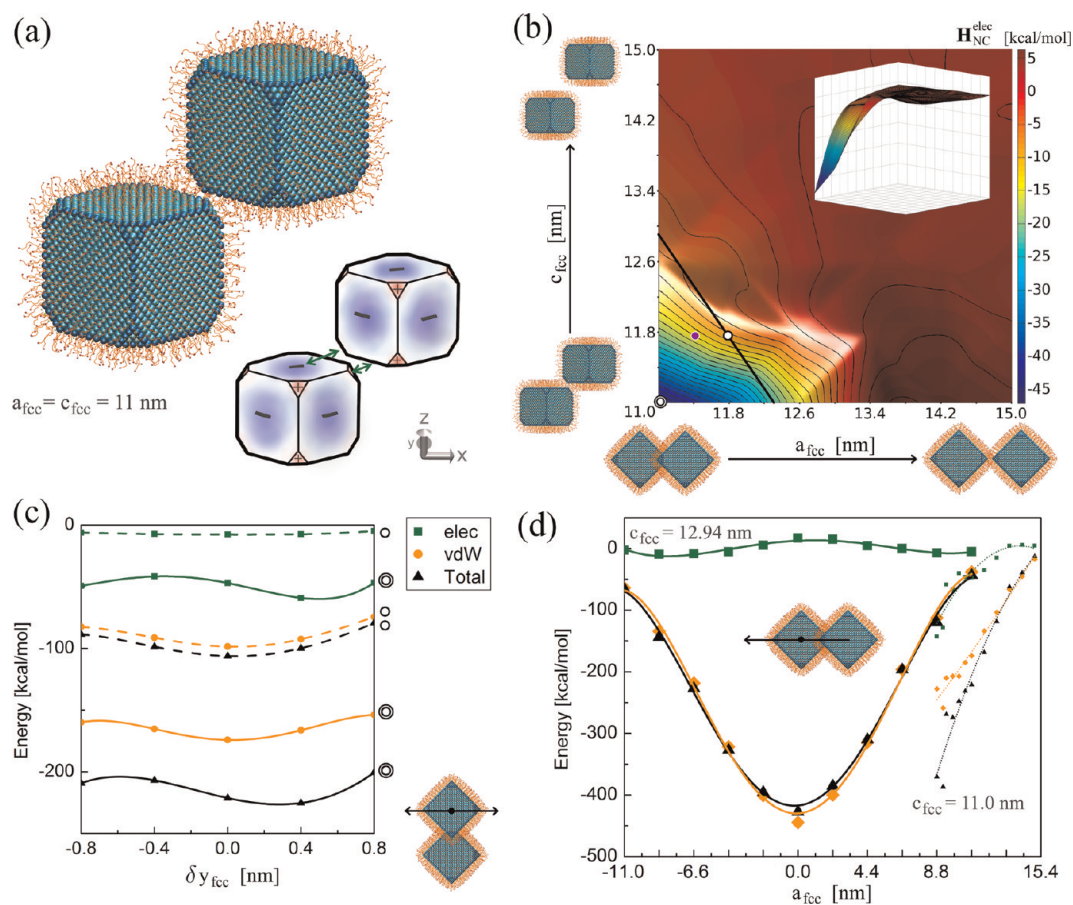 (a)
a_fcc = c_fcc = 11 nm
Z
y
X
(b)
H_NC^elec [kcal/mol]
15.0
14.2
13.4
12.6
11.8
11.0
c_fcc [nm]
11.8
12.6
13.4
14.2
15.0
a_fcc [nm]
5
0
-5
-10
-15
-20
-25
-30
-35
-40
-45
(c)
0
-100
-200
Energy [kcal/mol]
-0.8
-0.4
0.0
0.4
0.8
δy_fcc [nm]
elec
vdW
Total
(d)
c_fcc = 12.94 nm
0
-100
-200
-300
-400
-500
Energy [kcal/mol]
c_fcc = 11.0 nm
-11.0
-6.6
-2.2
0.0
4.4
8.8
15.4
a_fcc [nm]